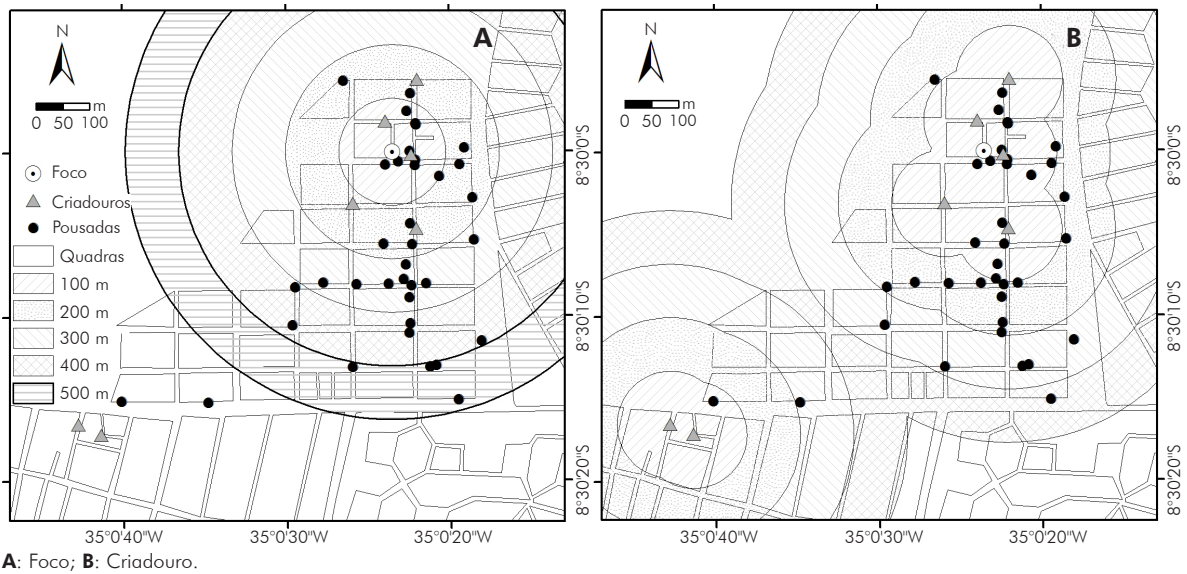 A
N
m
0 50 100
Foco
Criadouros
Pousadas
Quadras
100 m
200 m
300 m
400 m
500 m
8°30'0"S
8°30'10"S
8°30'20"S
35°0'40"W 35°0'30"W 35°0'20"W
B
N
m
0 50 100
8°30'0"S
8°30'10"S
8°30'20"S
35°0'40"W 35°0'30"W 35°0'20"W
A: Foco; B: Criadouro.